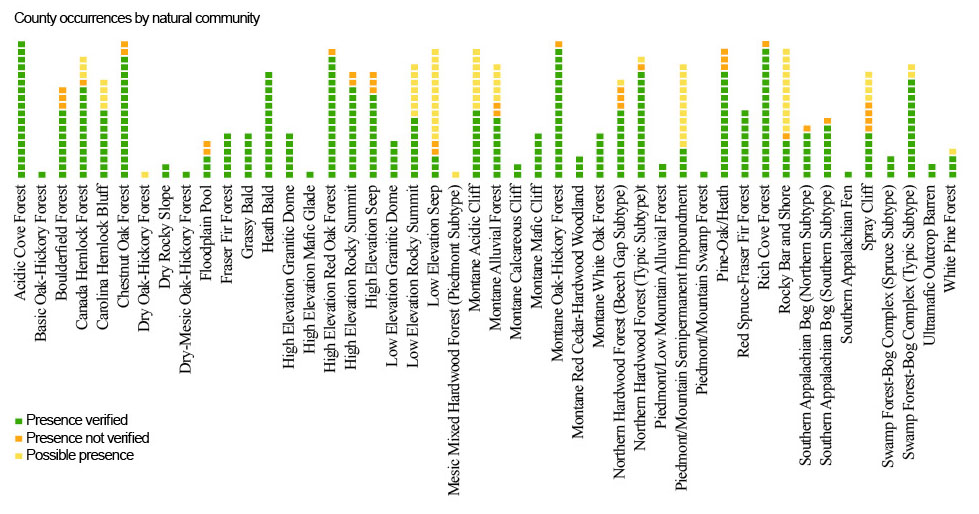 County occurrences by natural community
Acidic Cove Forest
Basic Oak-Hickory Forest
Boulderfield Forest
Canada Hemlock Forest
Carolina Hemlock Bluff
Chestnut Oak Forest
Dry Oak-Hickory Forest
Dry Rocky Slope
Dry-Mesic Oak-Hickory Forest
Floodplain Pool
Fraser Fir Forest
Grassy Bald
Heath Bald
High Elevation Granitic Dome
High Elevation Mafic Glade
High Elevation Red Oak Forest
High Elevation Rocky Summit
High Elevation Seep
Low Elevation Granitic Dome
Low Elevation Rocky Summit
Low Elevation Seep
Mesic Mixed Hardwood Forest (Piedmont Subtype)
Montane Acidic Cliff
Montane Alluvial Forest
Montane Calcareous Cliff
Montane Mafic Cliff
Montane Oak-Hickory Forest
Montane Red Cedar-Hardwood Woodland
Montane White Oak Forest
Northern Hardwood Forest (Beech Gap Subtype)
Northern Hardwood Forest (Typic Subtype)t
Piedmont/Low Mountain Alluvial Forest
Piedmont/Mountain Semipermanent Impoundment
Piedmont/Mountain Swamp Forest
Pine-Oak/Heath
Red Spruce-Fraser Fir Forest
Rich Cove Forest
Rocky Bar and Shore
Southern Appalachian Bog (Northern Subtype)
Southern Appalachian Bog (Southern Subtype)
Southern Appalachian Fen
Spray Cliff
Swamp Forest-Bog Complex (Spruce Subtype)
Swamp Forest-Bog Complex (Typic Subtype)
Ultramafic Outcrop Barren
White Pine Forest
Presence verified
Presence not verified
Possible presence